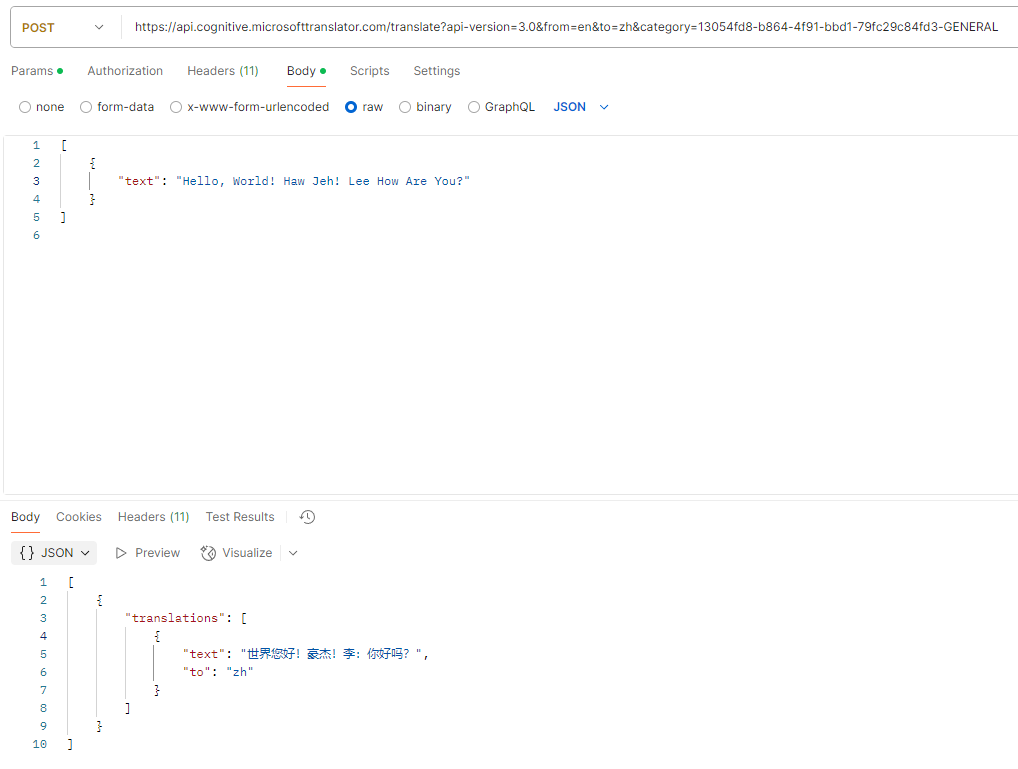 POST https://api.cognitive.microsofttranslator.com/translate?api-version=3.0&from=en&to=zh&category=13054fd8-b864-4f91-bbd1-79fc29c84fd3-GENERAL
Params Authorization Headers (11) Body Scripts Settings
none form-data x-www-form-urlencoded raw binary GraphQL JSON
1 [
2 {
3 "text": "Hello, World! Haw Jeh! Lee How Are You?"
4 }
5 ]
6
Body Cookies Headers (11) Test Results
{} JSON Preview Visualize
1 [
2 {
3 "translations": [
4 {
5 "text": "世界您好！豪杰！李：你好吗？",
6 "to": "zh"
7 }
8 ]
9 }
10 ]